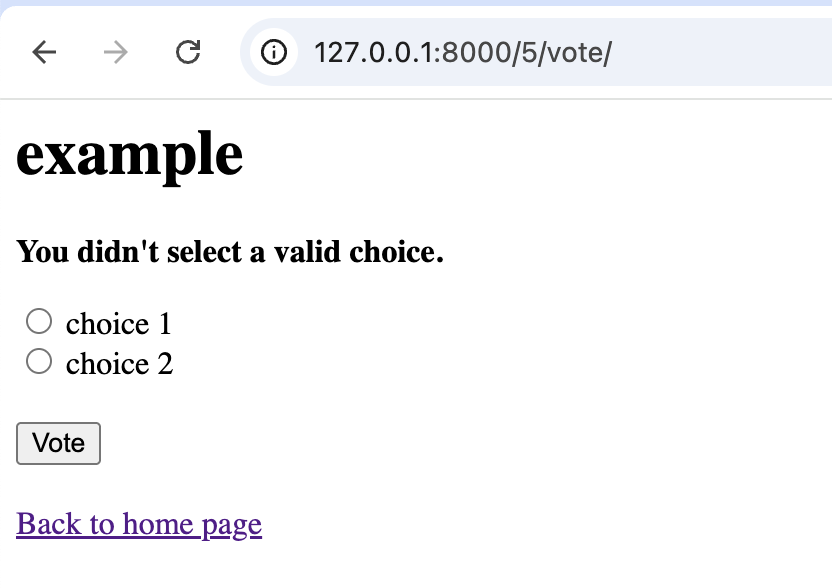 127.0.0.1:8000/5/vote/
example
You didn't select a valid choice.
choice 1
choice 2
Vote
Back to home page